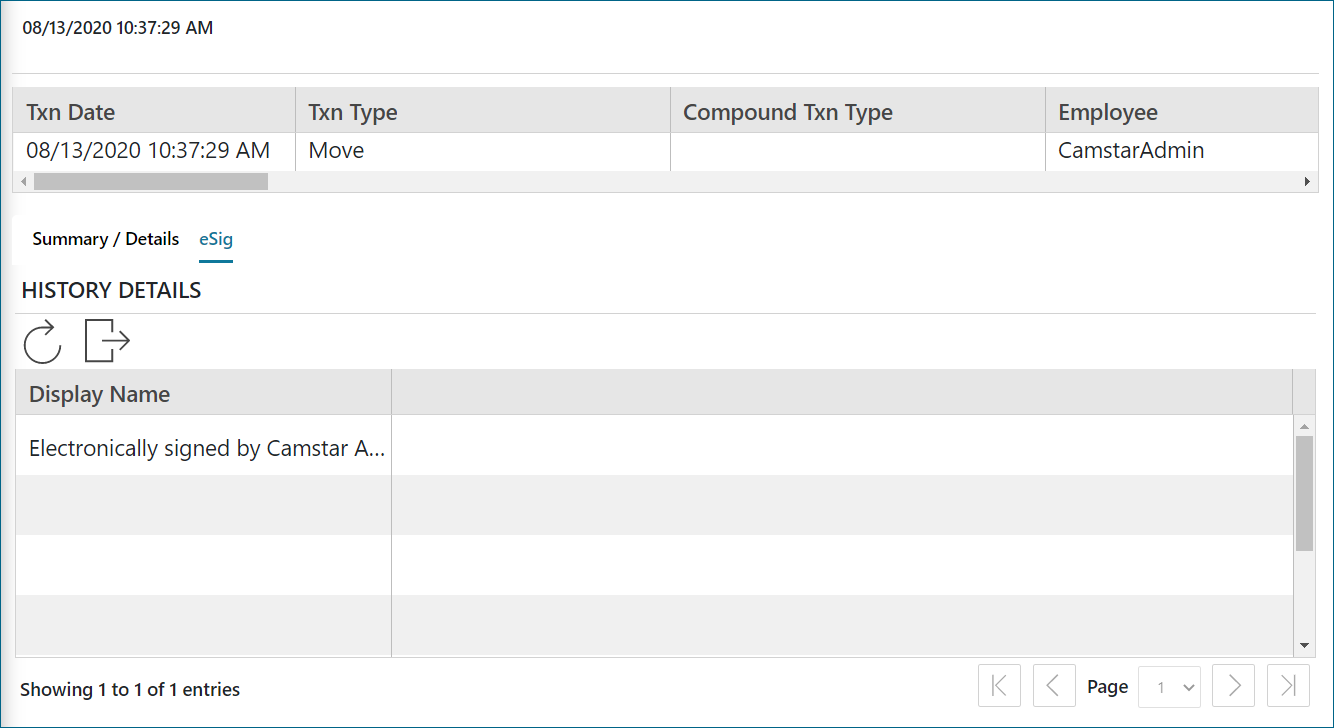 08/13/2020 10:37:29 AM
Txn Date Txn Type Compound Txn Type Employee
08/13/2020 10:37:29 AM Move CamstarAdmin
Summary / Details eSig
HISTORY DETAILS
Display Name
Electronically signed by Camstar A...
Showing 1 to 1 of 1 entries Page 1